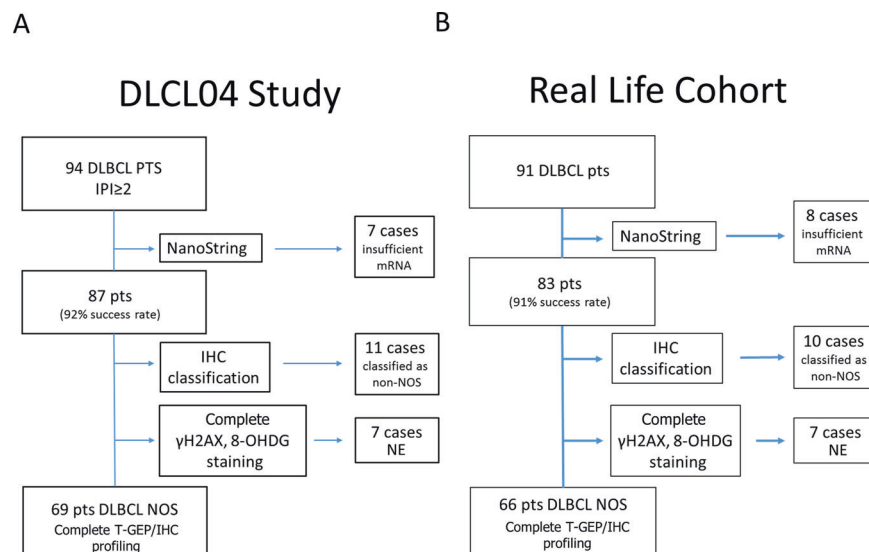 A
DLCL04 Study
94 DLBCL PTS
IPI≥2
NanoString
7 cases
insufficient
mRNA
87 pts
(92% success rate)
IHC
classification
11 cases
classified as
non-NOS
Complete
γH2AX, 8-OHDG
staining
7 cases
NE
69 pts DLBCL NOS
Complete T-GEP/IHC
profiling
B
Real Life Cohort
91 DLBCL pts
NanoString
8 cases
insufficient
mRNA
83 pts
(91% success rate)
IHC
classification
10 cases
classified as
non-NOS
Complete
γH2AX, 8-OHDG
staining
7 cases
NE
66 pts DLBCL NOS
Complete T-GEP/IHC
profiling